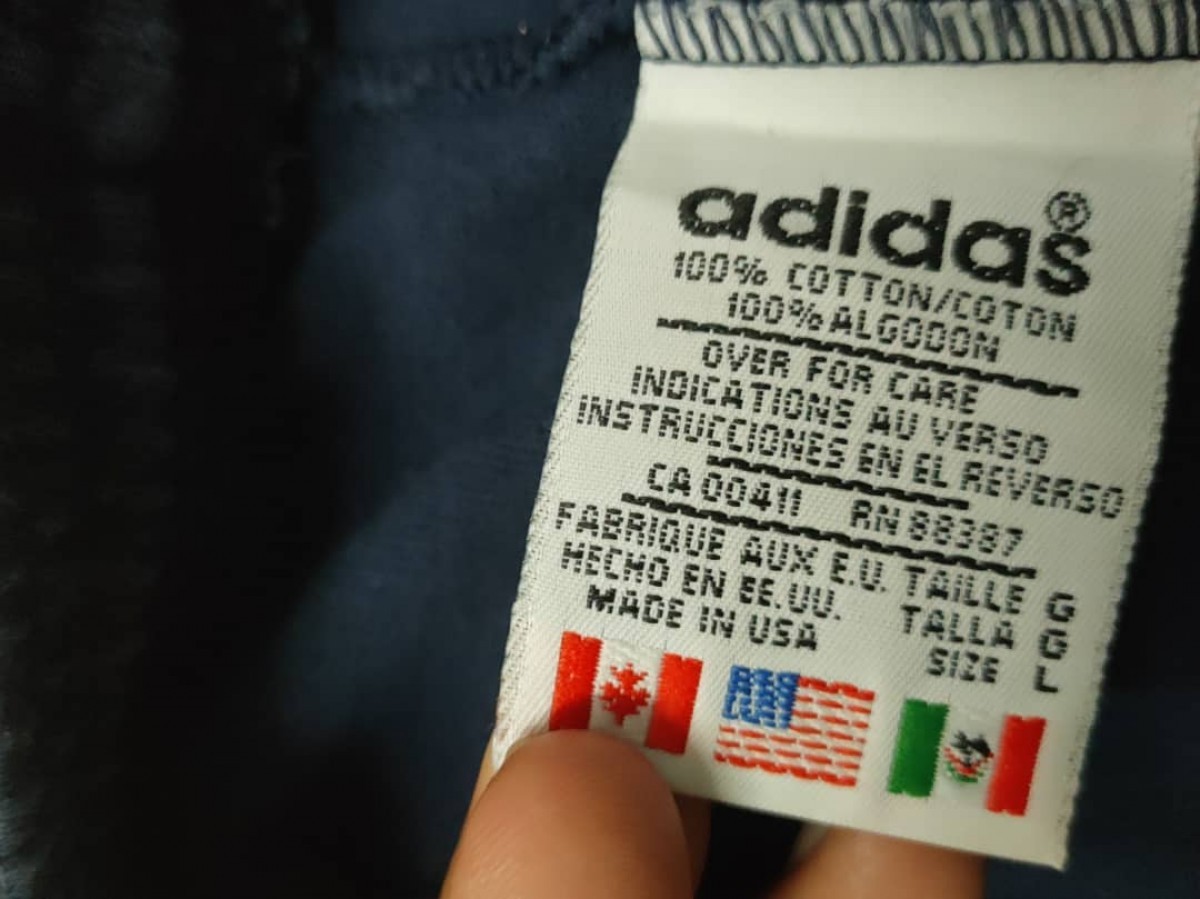 adidas®
100% COTTON/COTON
100% ALGODON
OVER FOR CARE
INDICATIONS AU VERSO
INSTRUCCIONES EN EL REVERSO
CA 00411 RN 88387
FABRIQUE AUX E.U. TAILLE G
HECHO EN EE.UU. TALLA G
MADE IN USA SIZE L